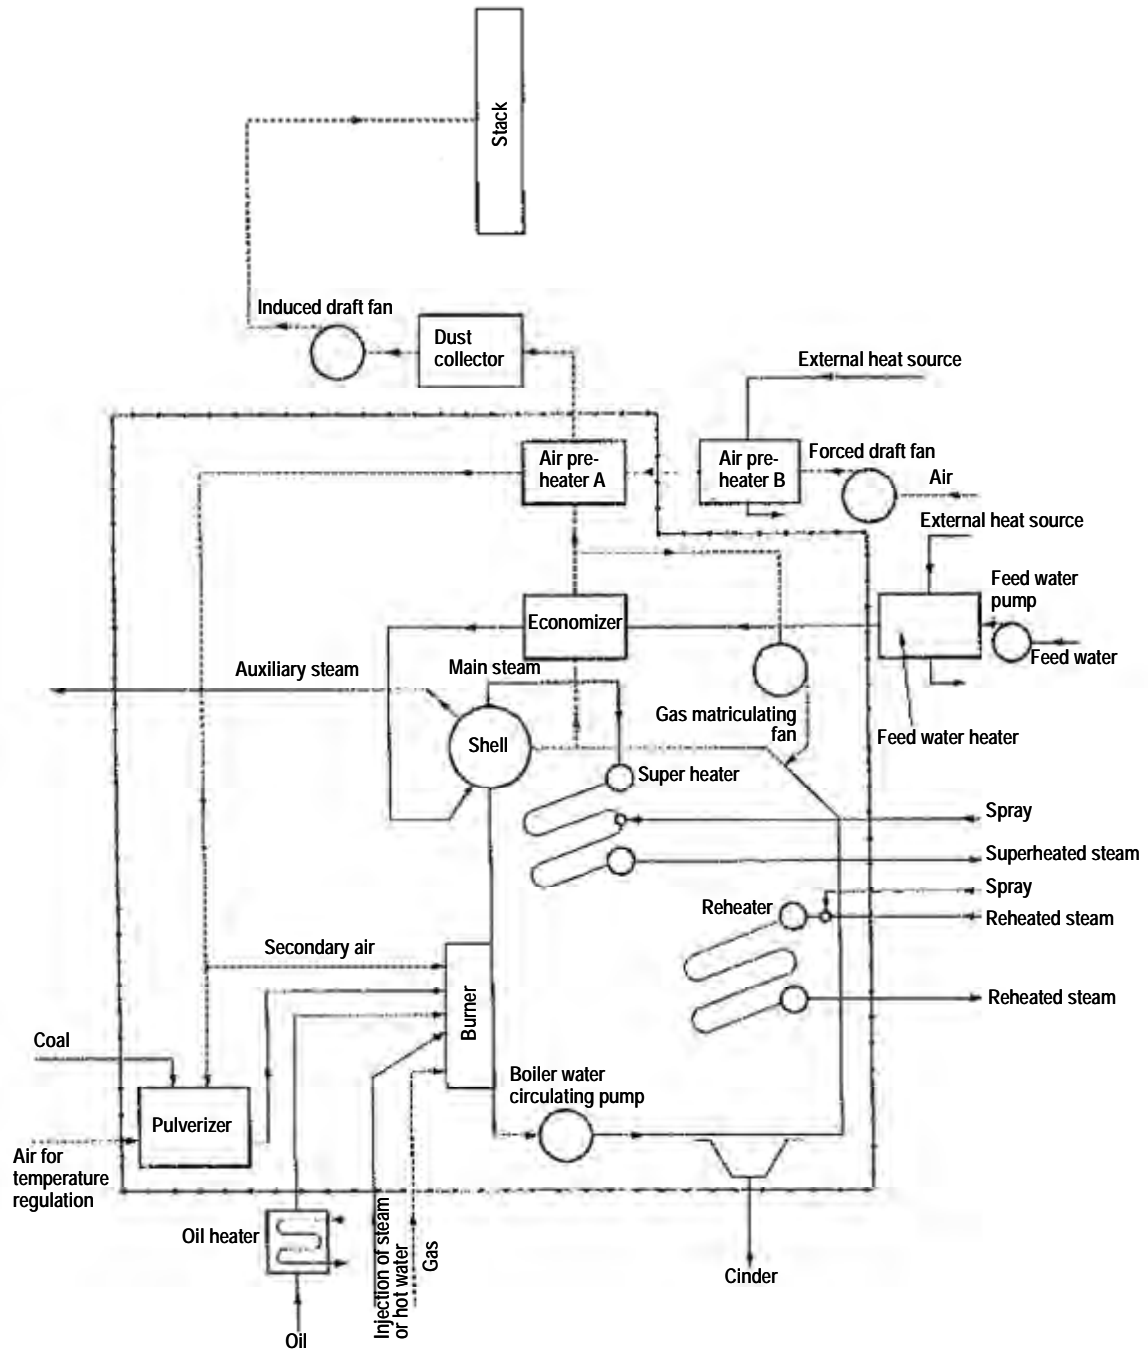 Stack
Induced draft fan
Dust
collector
External heat source
Air pre-
heater A
Air pre-
heater B
Forced draft fan
Air
External heat source
Feed water
pump
Economizer
Feed water
Auxiliary steam
Main steam
Gas matriculating
fan
Feed water heater
Shell
Super heater
Spray
Superheated steam
Spray
Reheater
Reheated steam
Secondary air
Burner
Reheated steam
Coal
Boiler water
circulating pump
Pulverizer
Air for
temperature
regulation
Oil heater
Injection of steam
or hot water
Gas
Cinder
Oil